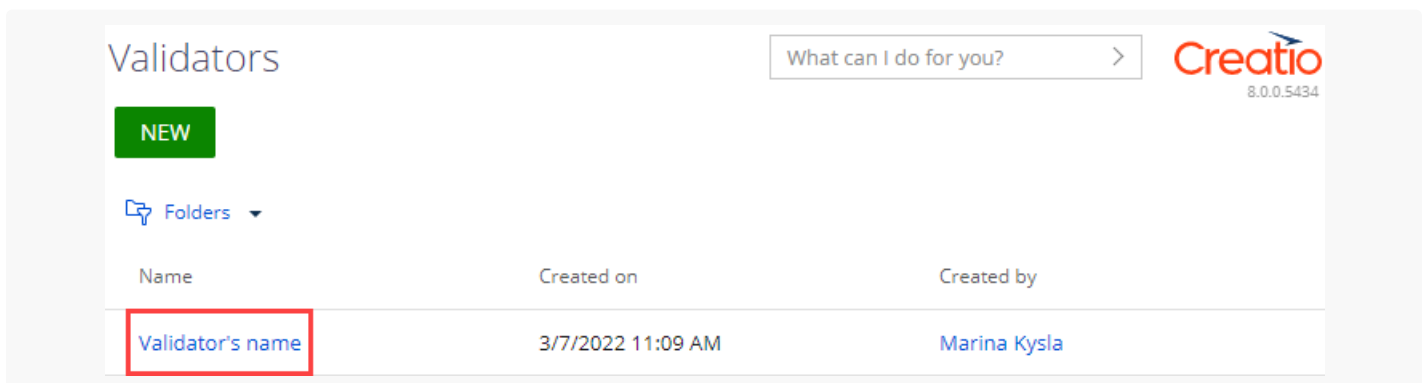 Validators
What can I do for you?
Creatio
8.0.0.5434
NEW
Folders
Name Created on Created by
Validator's name 3/7/2022 11:09 AM Marina Kysla